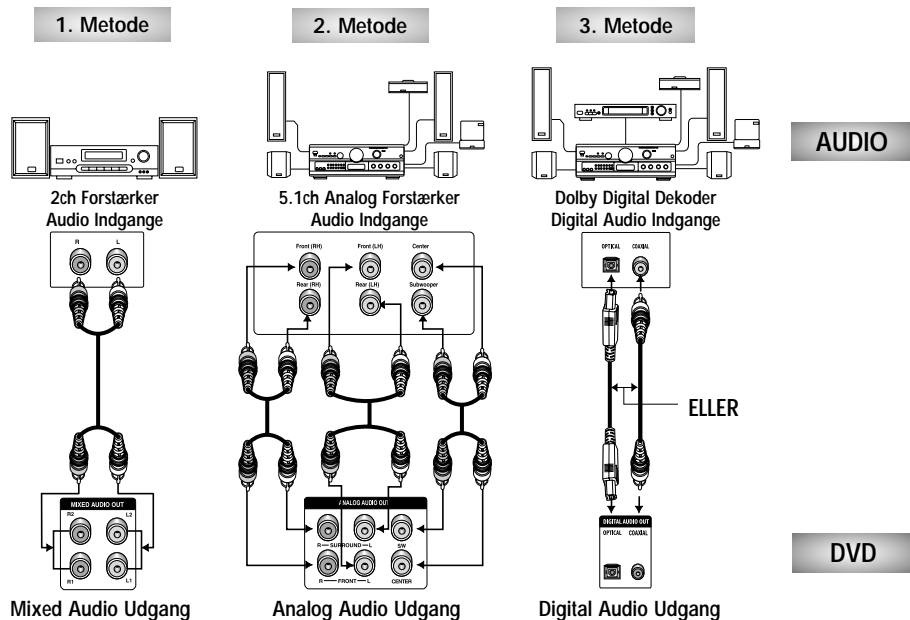 1. Metode
2. Metode
3. Metode
AUDIO
2ch Forstærker
Audio Indgange
5.1ch Analog Forstærker
Audio Indgange
Dolby Digital Dekoder
Digital Audio Indgange
R L
Front (RH) Front (LH) Center
Rear (RH) Rear (LH) Subwooper
OPTICAL COAXIAL
ELLER
MIXED AUDIO OUT
R2 L2
R1 L1
ANALOG AUDIO OUT
R — SURROUND — L S/W
R — FRONT — L CENTER
DIGITAL AUDIO OUT
OPTICAL COAXIAL
DVD
Mixed Audio Udgang
Analog Audio Udgang
Digital Audio Udgang